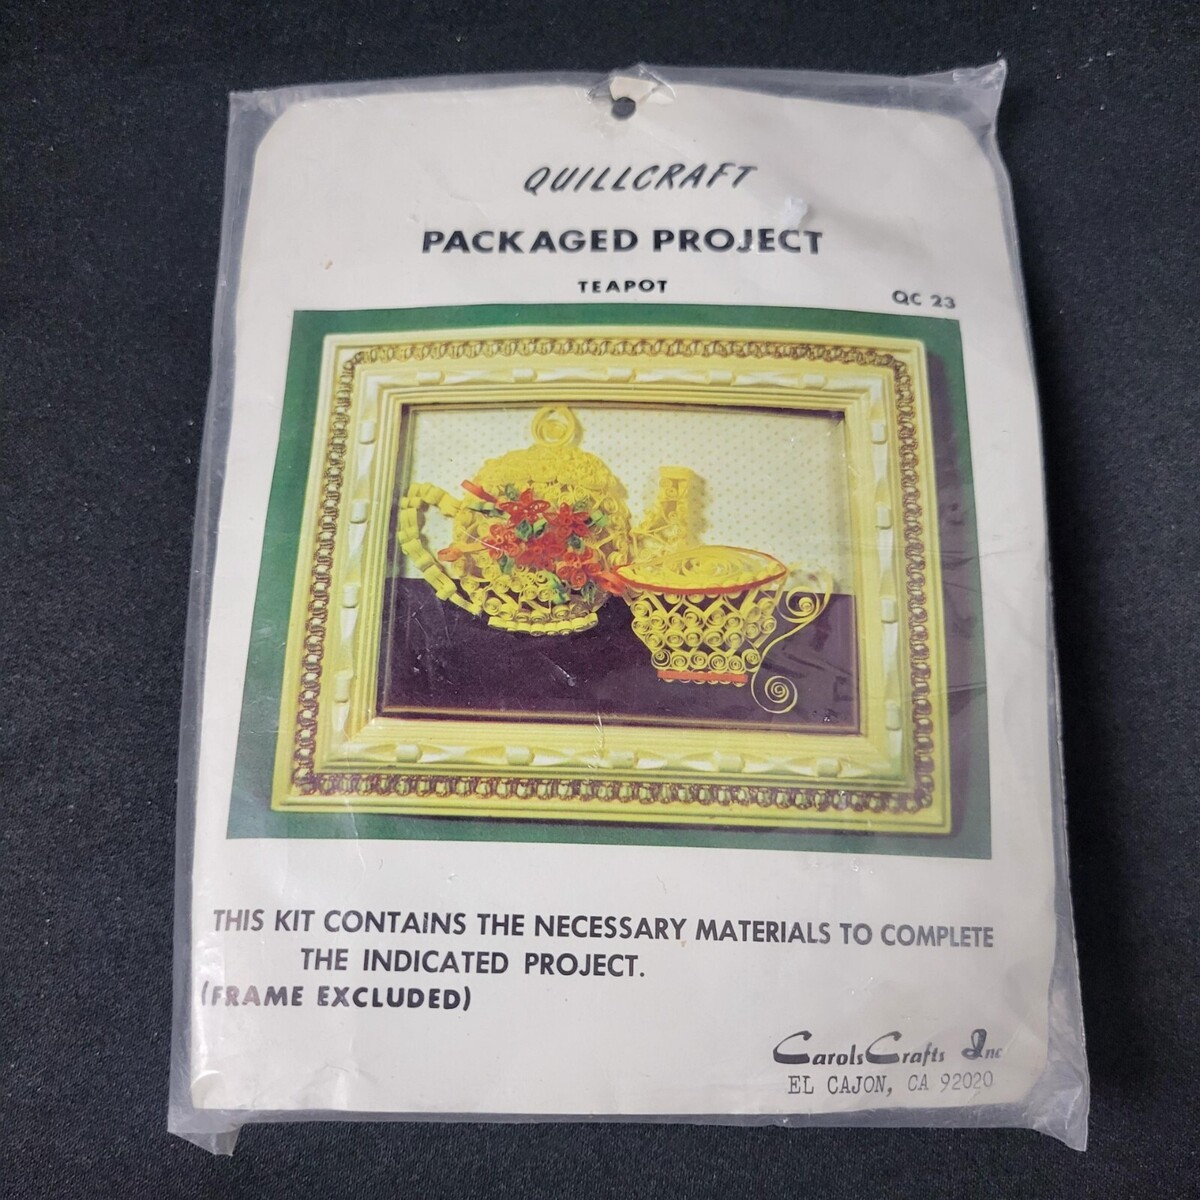 QUILLCRAFT
PACKAGED PROJECT
TEAPOT
QC 23
THIS KIT CONTAINS THE NECESSARY MATERIALS TO COMPLETE
THE INDICATED PROJECT.
(FRAME EXCLUDED)
Carols Crafts Inc
EL CAJON, CA 92020